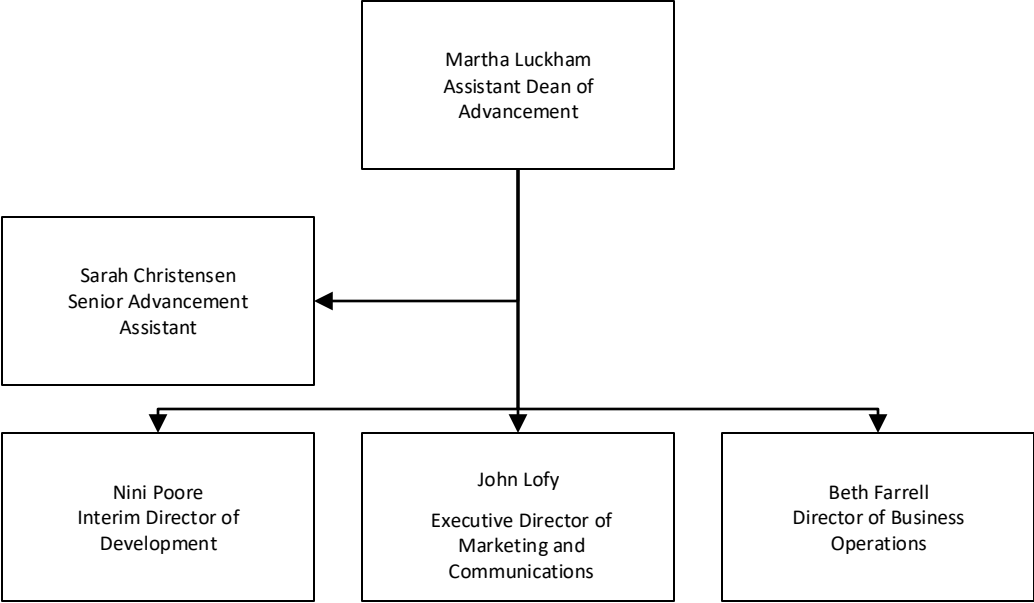 Martha Luckham
Assistant Dean of
Advancement
Sarah Christensen
Senior Advancement
Assistant
Nini Poore
Interim Director of
Development
John Lofy
Executive Director of
Marketing and
Communications
Beth Farrell
Director of Business
Operations